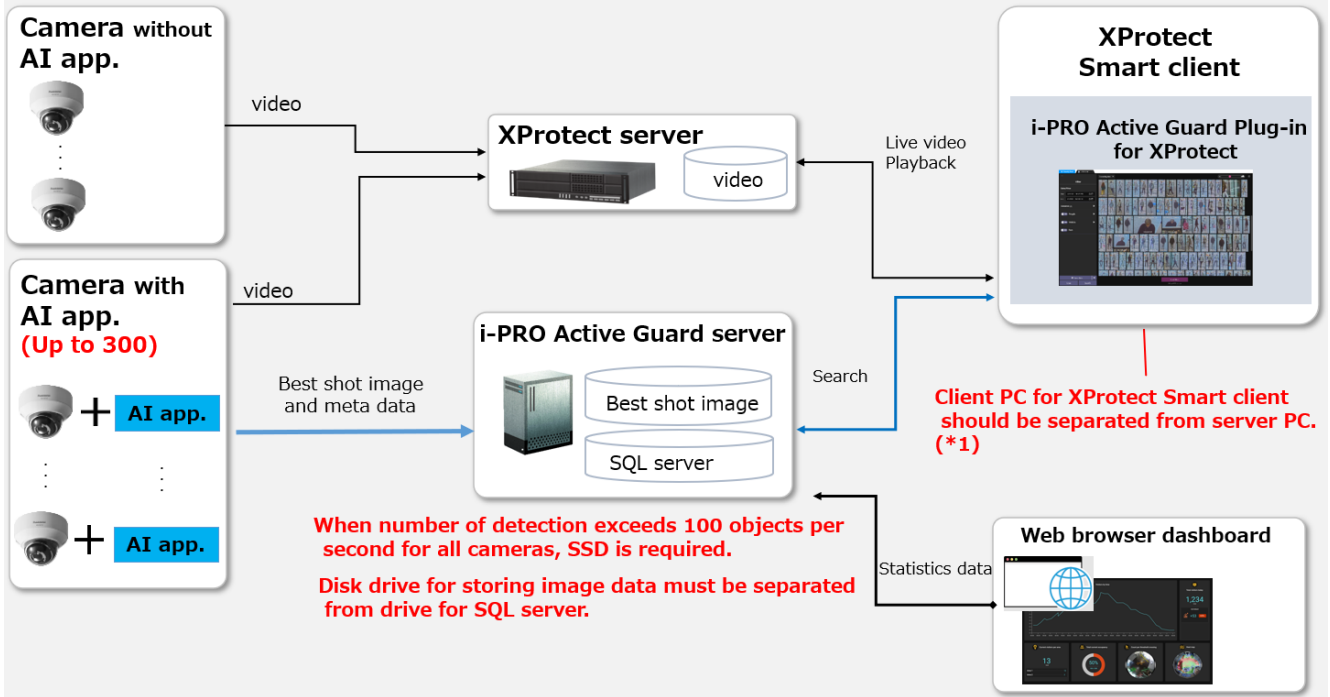 Camera without
AI app.
video
Camera with
AI app.
(Up to 300)
video
AI app.
AI app.
Best shot image
and meta data
XProtect server
video
i-PRO Active Guard server
Best shot image
SQL server
When number of detection exceeds 100 objects per
second for all cameras, SSD is required.
Disk drive for storing image data must be separated
from drive for SQL server.
Live video
Playback
Search
XProtect
Smart client
i-PRO Active Guard Plug-in
for XProtect
Client PC for XProtect Smart client
should be separated from server PC.
(*1)
Statistics data
Web browser dashboard
1,234
13
50%